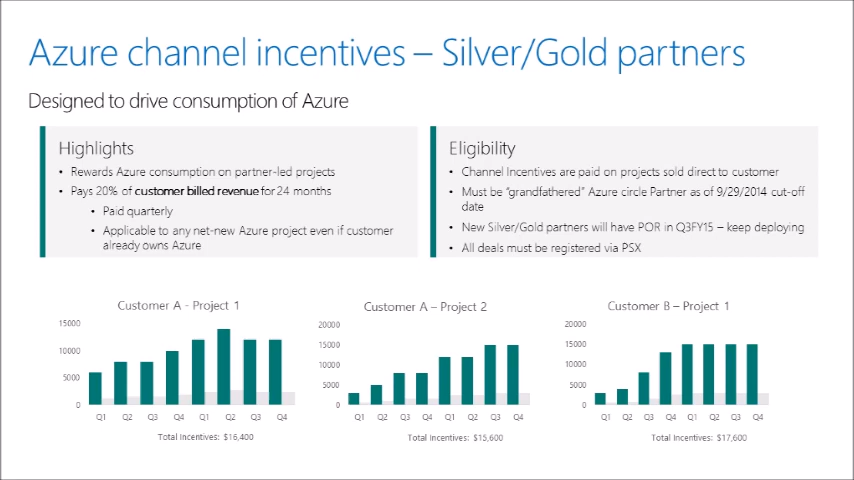 Azure channel incentives – Silver/Gold partners
Designed to drive consumption of Azure
Highlights
• Rewards Azure consumption on partner-led projects
• Pays 20% of customer billed revenue for 24 months
• Paid quarterly
• Applicable to any net-new Azure project even if customer
already owns Azure
Eligibility
• Channel Incentives are paid on projects sold direct to customer
• Must be “grandfathered” Azure circle Partner as of 9/29/2014 cut-off
date
• New Silver/Gold partners will have POR in Q3FY15 – keep deploying
• All deals must be registered via PSX
Customer A - Project 1
15000
10000
5000
0
Q1 Q2 Q3 Q4 Q1 Q2 Q3 Q4
Total Incentives: $16,400
Customer A – Project 2
20000
15000
10000
5000
0
Q1 Q2 Q3 Q4 Q1 Q2 Q3 Q4
Total Incentives: $15,600
Customer B – Project 1
20000
15000
10000
5000
0
Q1 Q2 Q3 Q4 Q1 Q2 Q3 Q4
Total Incentives: $17,600